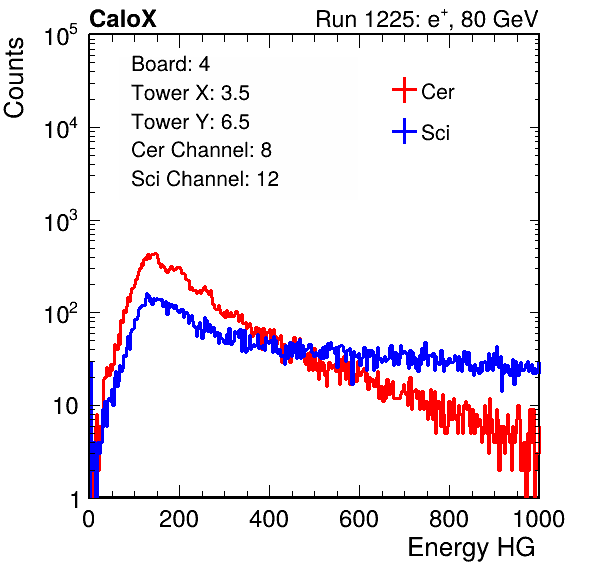 CaloX Run 1225: e+, 80 GeV
Counts
Board: 4
Tower X: 3.5
Tower Y: 6.5
Cer Channel: 8
Sci Channel: 12
Cer
Sci
10^5
10^4
10^3
10^2
10
1
0 200 400 600 800 1000
Energy HG